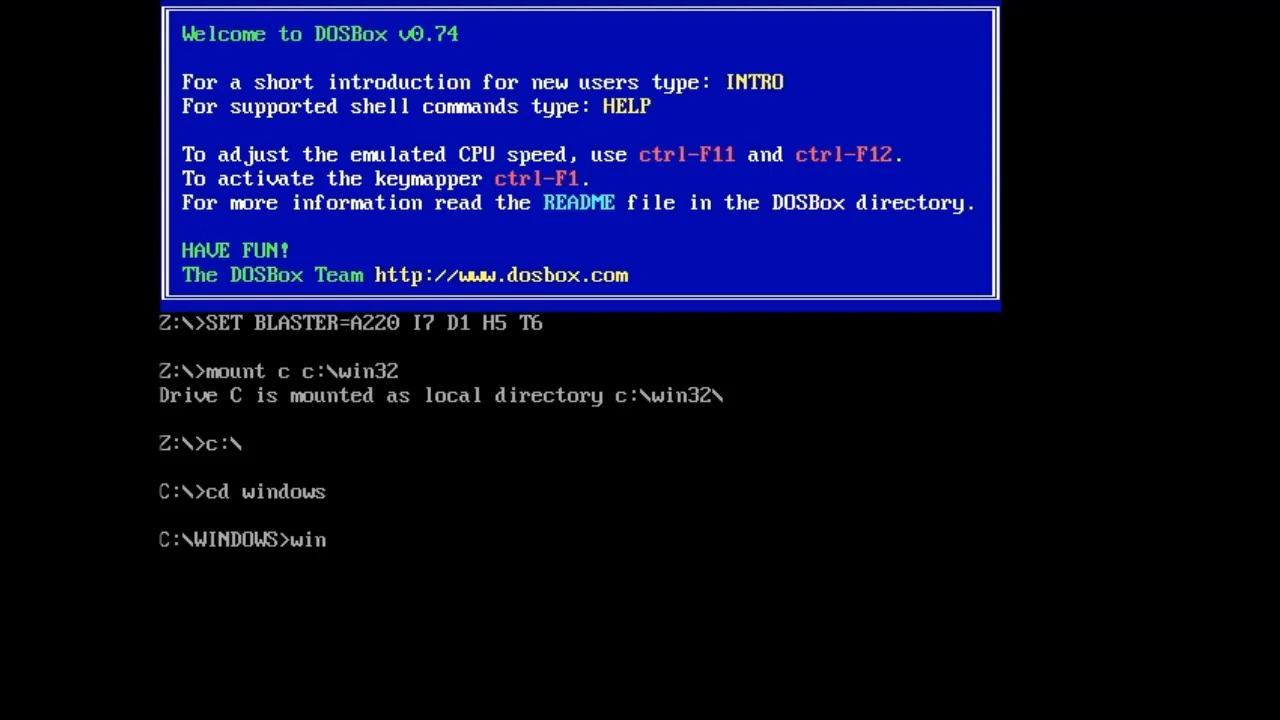 Welcome to DOSBox v0.74
For a short introduction for new users type: INTRO
For supported shell commands type: HELP
To adjust the emulated CPU speed, use ctrl-F11 and ctrl-F12.
To activate the keymapper ctrl-F1.
For more information read the README file in the DOSBox directory.
HAVE FUN!
The DOSBox Team http://www.dosbox.com
Z:\>SET BLASTER=A220 I7 D1 H5 T6
Z:\>mount c c:\win32
Drive C is mounted as local directory c:\win32\
Z:\>c:\
C:\>cd windows
C:\WINDOWS>win